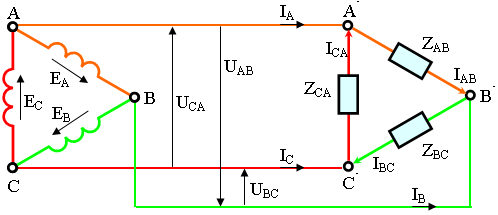 A
I_A
A'
E_A
I_CA
Z_AB
U_AB
I_AB
E_C
E_B
B
U_CA
Z_CA
B'
C
I_C
C'
I_BC
Z_BC
U_BC
I_B